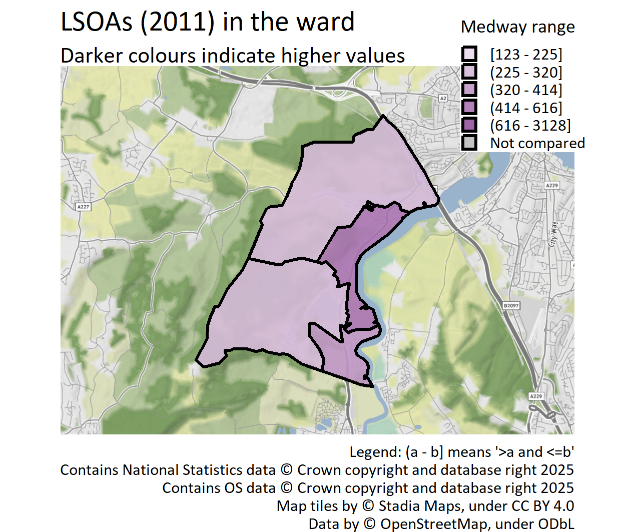 LSOAs (2011) in the ward
Darker colours indicate higher values
Medway range
[123 - 225]
(225 - 320]
(320 - 414]
(414 - 616]
(616 - 3128]
Not compared
A2
A229
A227
City Way
B2097
A229
Legend: (a - b] means '>a and <=b'
Contains National Statistics data © Crown copyright and database right 2025
Contains OS data © Crown copyright and database right 2025
Map tiles by © Stadia Maps, under CC BY 4.0
Data by © OpenStreetMap, under ODbL